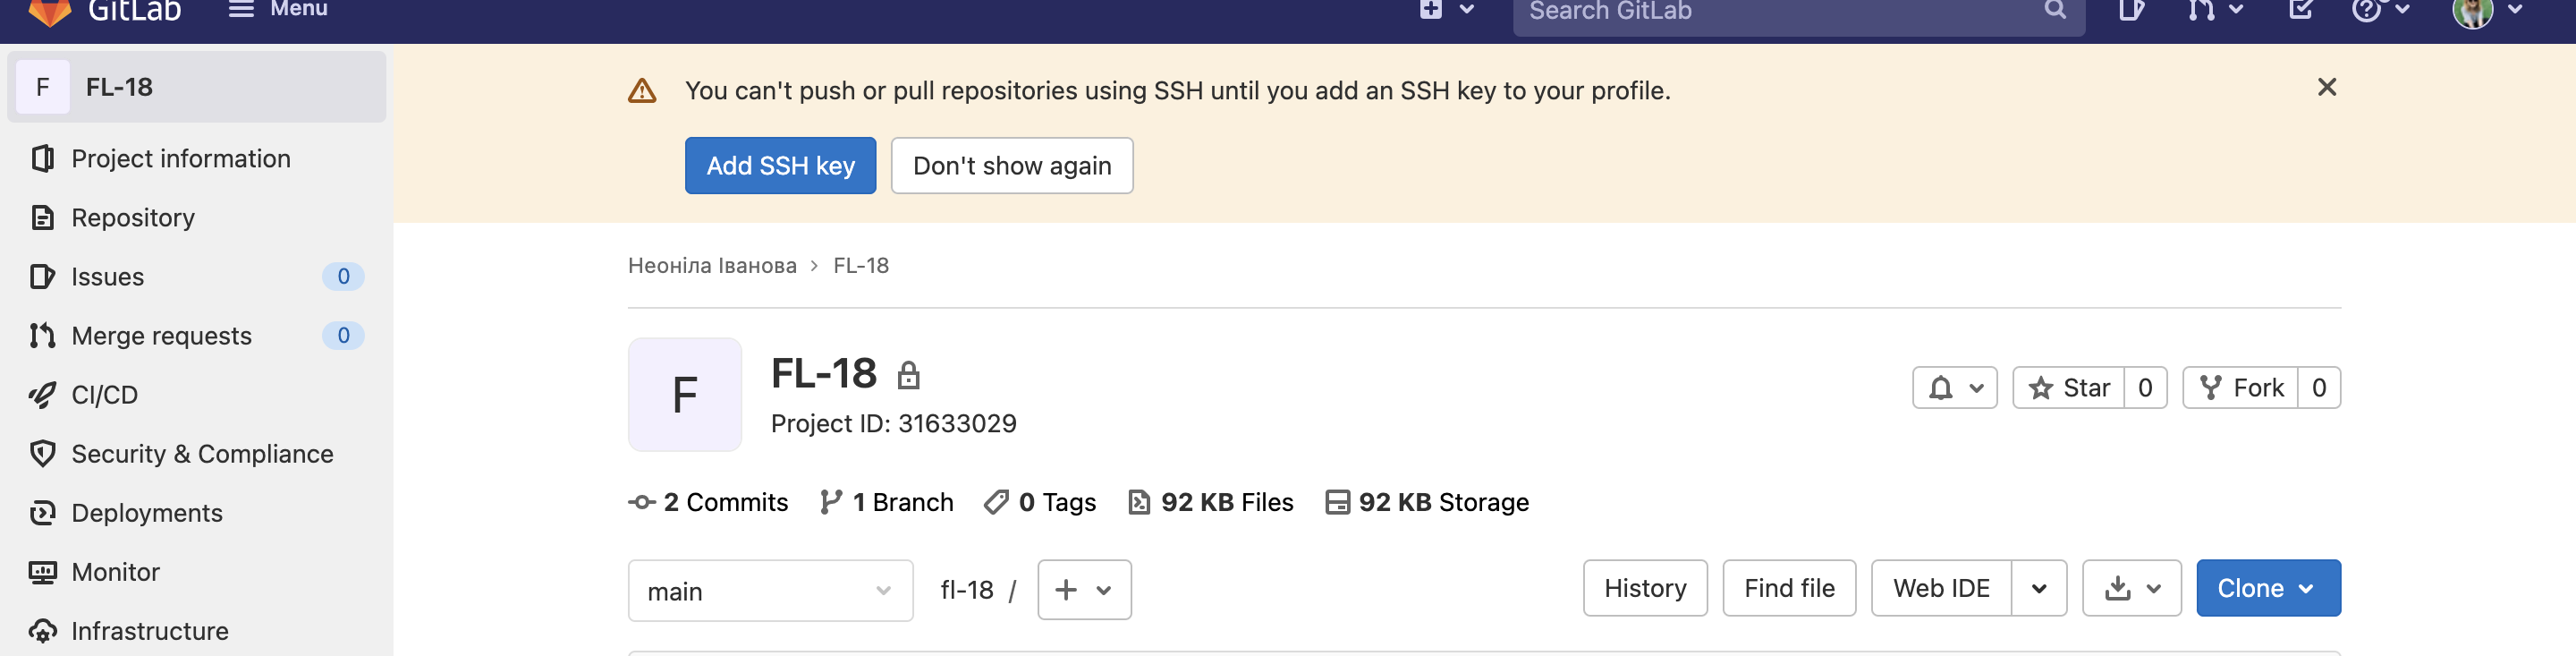 GitLab
Menu
Search GitLab
F FL-18
Project information
Repository
Issues 0
Merge requests 0
CI/CD
Security & Compliance
Deployments
Monitor
Infrastructure
You can't push or pull repositories using SSH until you add an SSH key to your profile.
Add SSH key Don't show again
Неоніла Іванова › FL-18
F
FL-18
Project ID: 31633029
Star 0 Fork 0
2 Commits 1 Branch 0 Tags 92 KB Files 92 KB Storage
main fl-18 / +
History Find file Web IDE Clone